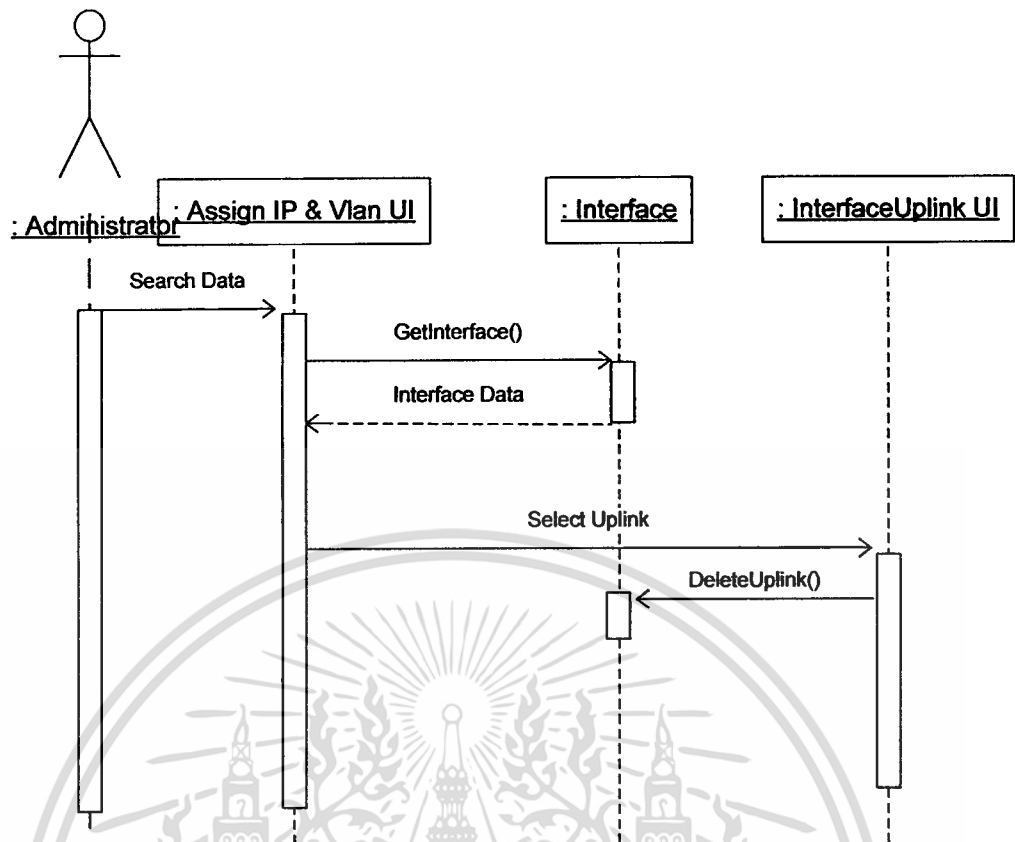 : Administrator
: Assign IP & Vlan UI
: Interface
: InterfaceUplink UI
Search Data
GetInterface()
Interface Data
Select Uplink
DeleteUplink()